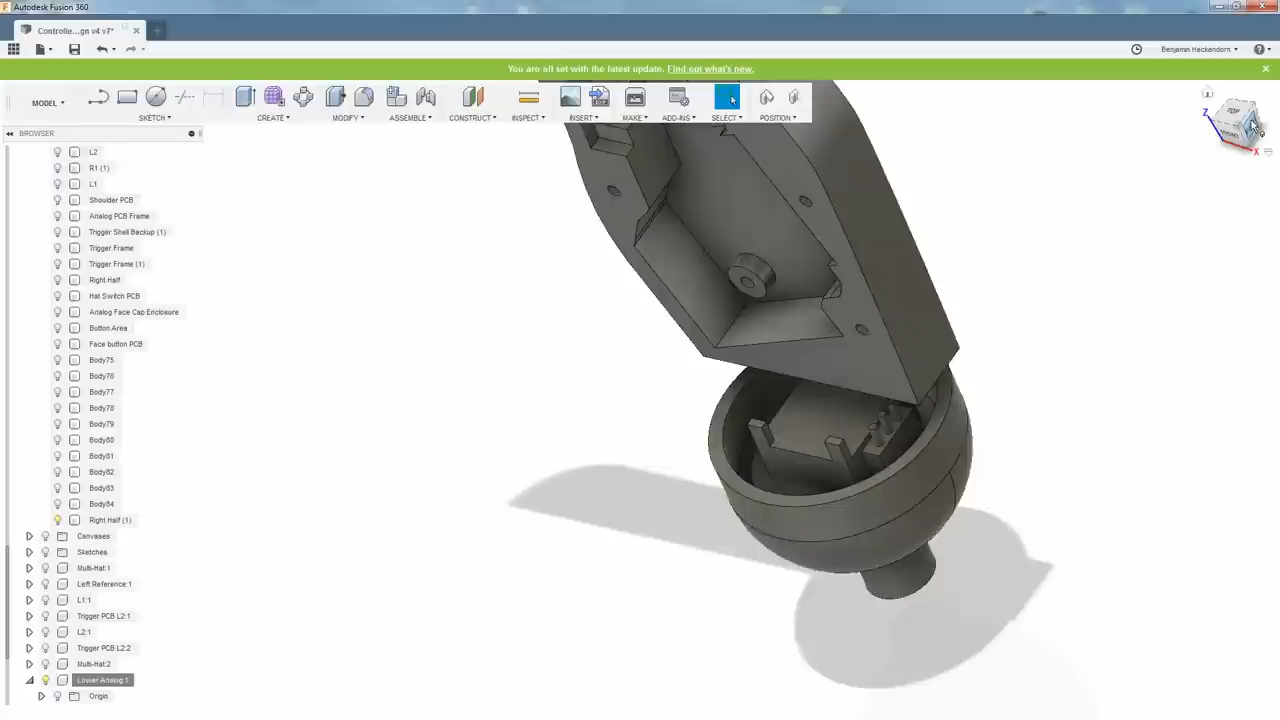 Autodesk Fusion 360
Controlle...gn v4 v7*
Benjamin Heckendorn
You are all set with the latest update. Find out what's new.
MODEL
SKETCH
CREATE
MODIFY
ASSEMBLE
CONSTRUCT
INSPECT
INSERT
MAKE
ADD-INS
SELECT
POSITION
BROWSER
TOP
FRONT
Z
X
L2
R1 (1)
L1
Shoulder PCB
Analog PCB Frame
Trigger Shell Backup (1)
Trigger Frame
Trigger Frame (1)
Right Half
Hat Switch PCB
Analog Face Cap Enclosure
Button Area
Face button PCB
Body75
Body76
Body77
Body78
Body79
Body80
Body81
Body82
Body83
Body84
Right Half (1)
Canvases
Sketches
Multi-Hat:1
Left Reference:1
L1:1
Trigger PCB L2:1
L2:1
Trigger PCB L2:2
Multi-Hat:2
Lower Analog:1
Origin